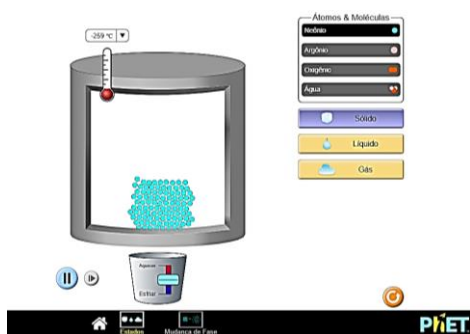 -259 °C
Átomos & Moléculas
Neônio
Argônio
Oxigênio
Água
Sólido
Líquido
Gás
Aquecer
Esfriar
Estados
Mudança de Fase
PhET